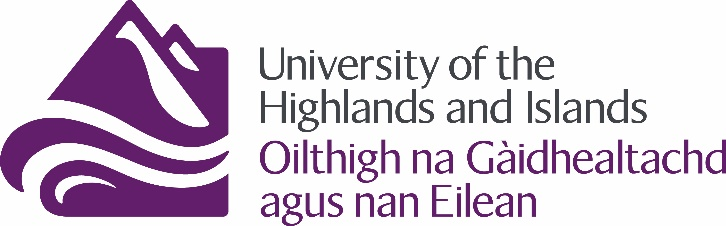 University of the
Highlands and Islands
Oilthigh na Gàidhealtachd
agus nan Eilean